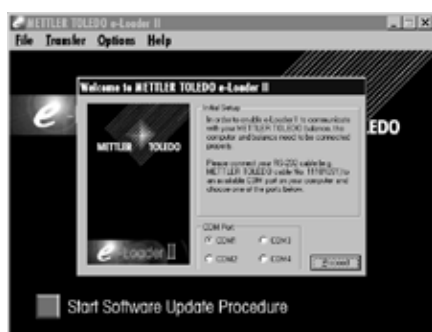 METTLER TOLEDO e-Loader II
File Transfer Options Help
Welcome to METTLER TOLEDO e-Loader II
Initial Setup
In order to enable e-Loader II to communicate
with your METTLER TOLEDO balance, the
computer and balance need to be connected
properly.
Please connect your RS-232 cable (e.g.
METTLER TOLEDO cable No.
an available COM port on your computer and
choose one of the ports below.
METTLER TOLEDO
e-Loader II
COM Port
COM1 COM3
COM2 COM4
Proceed
e
EDO
Start Software Update Procedure